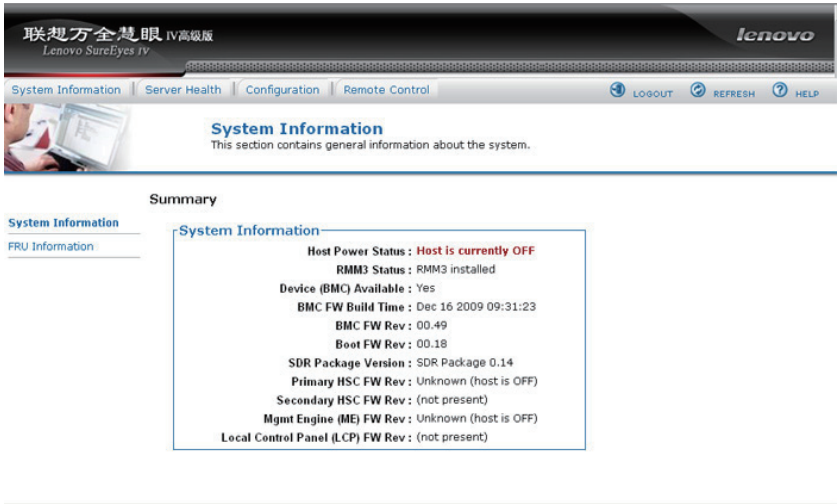 联想万全慧眼 IV高级版
Lenovo SureEyes IV
lenovo
System Information Server Health Configuration Remote Control
LOGOUT REFRESH HELP
System Information
This section contains general information about the system.
Summary
System Information
FRU Information
System Information
Host Power Status : Host is currently OFF
RMM3 Status : RMM3 installed
Device (BMC) Available : Yes
BMC FW Build Time : Dec 16 2009 09:31:23
BMC FW Rev : 00.49
Boot FW Rev : 00.18
SDR Package Version : SDR Package 0.14
Primary HSC FW Rev : Unknown (host is OFF)
Secondary HSC FW Rev : (not present)
Mgmt Engine (ME) FW Rev : Unknown (host is OFF)
Local Control Panel (LCP) FW Rev : (not present)